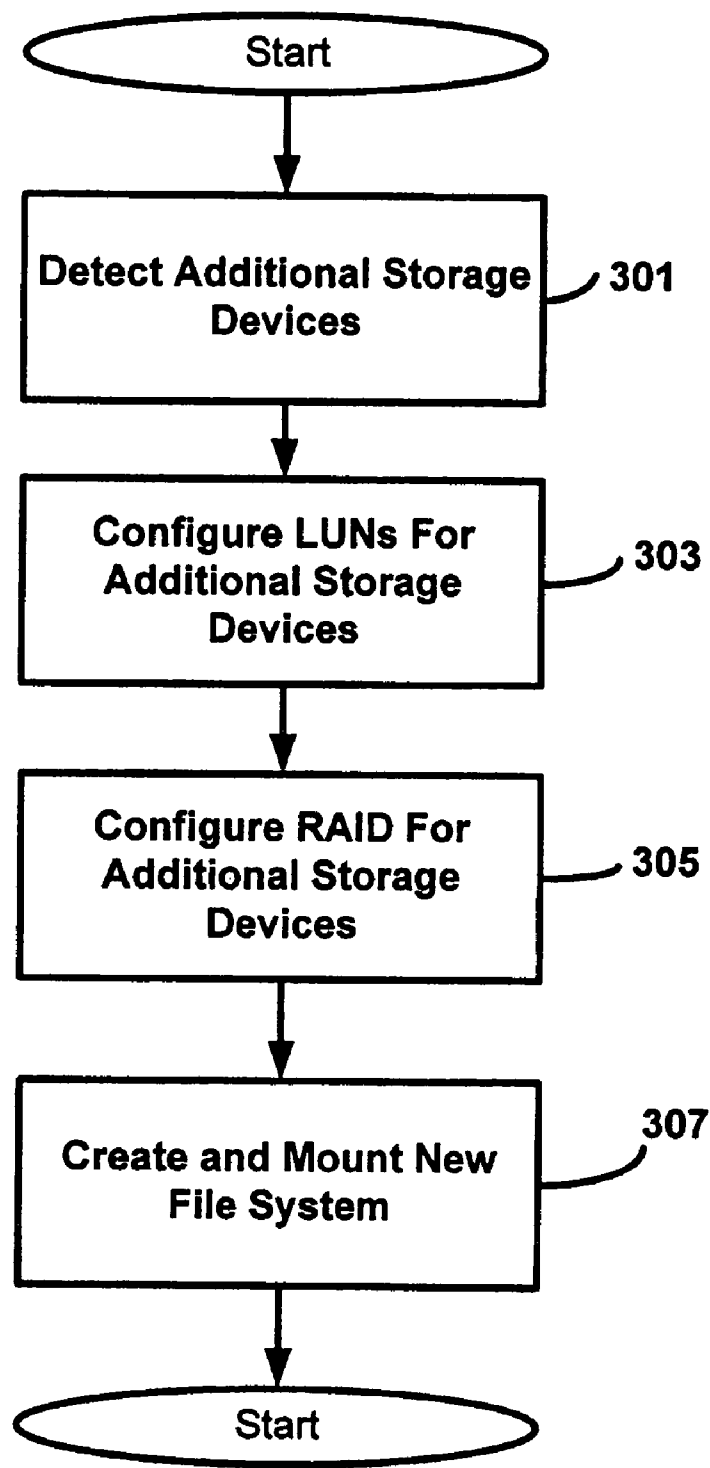 Start
Detect Additional Storage
Devices
301
Configure LUNs For
Additional Storage
Devices
303
Configure RAID For
Additional Storage
Devices
305
Create and Mount New
File System
307
Start